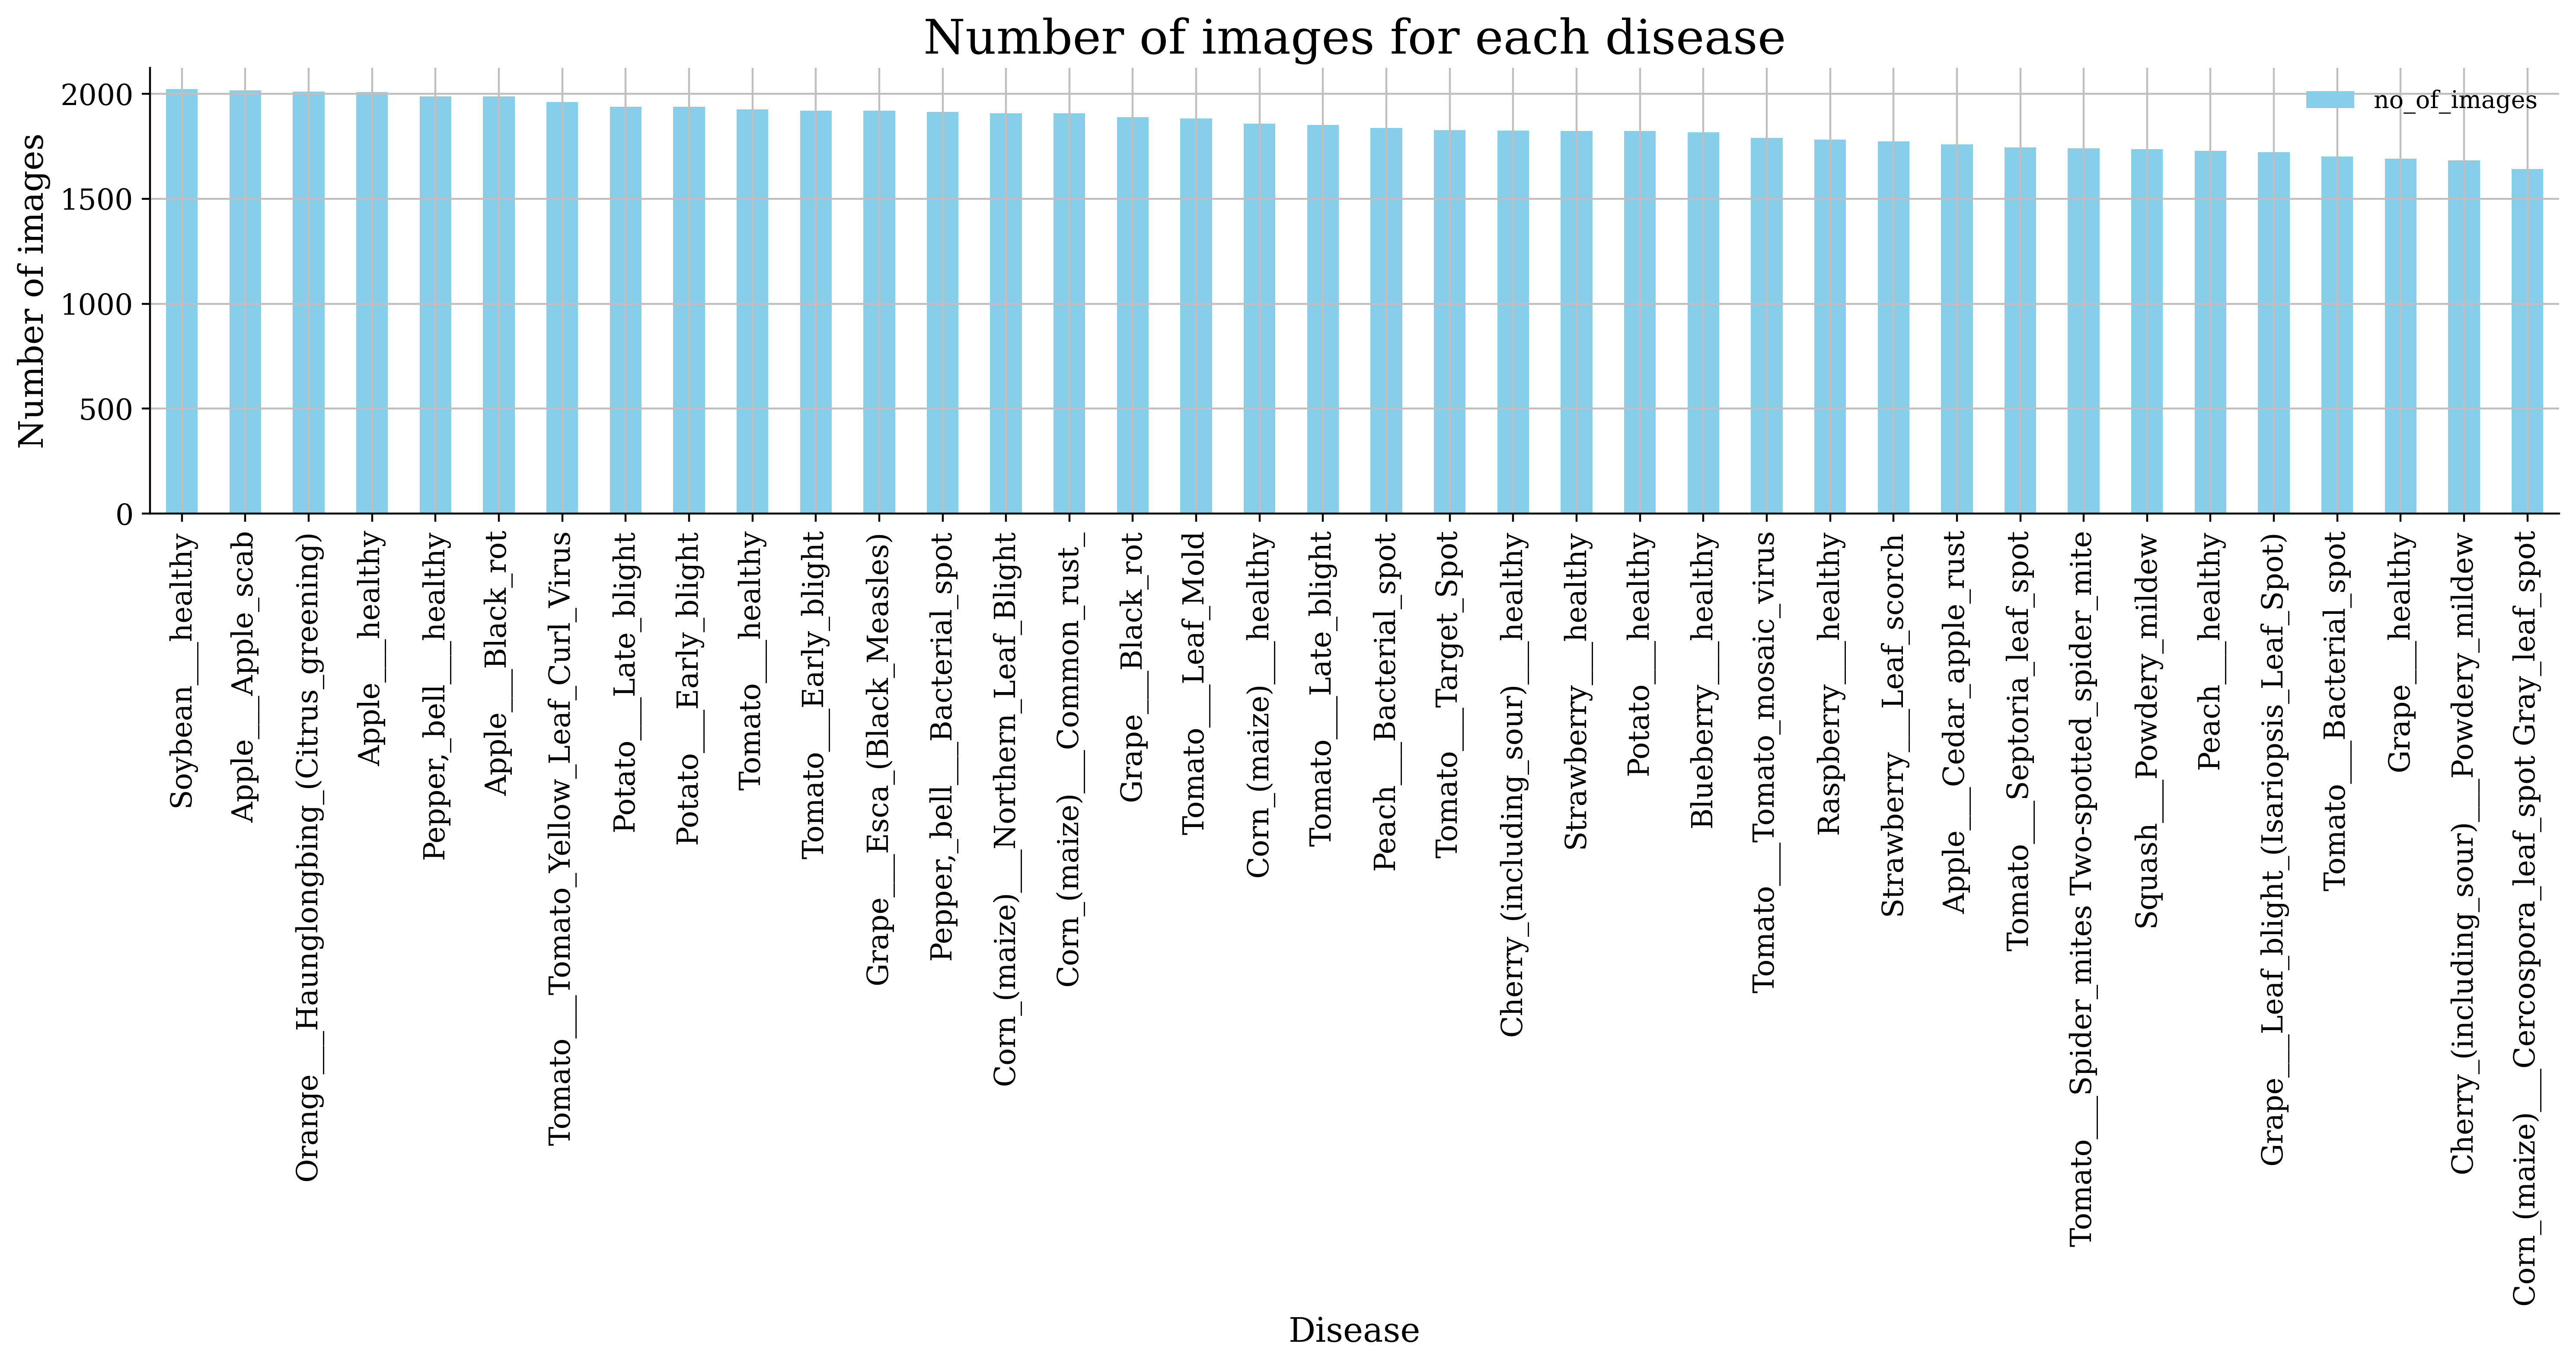 Number of images for each disease
Number of images
2000
1500
1000
500
0
no_of_images
Soybean___healthy
Apple___Apple_scab
Orange___Haunglongbing_(Citrus_greening)
Apple___healthy
Pepper,_bell___healthy
Apple___Black_rot
Tomato___Tomato_Yellow_Leaf_Curl_Virus
Potato___Late_blight
Potato___Early_blight
Tomato___healthy
Tomato___Early_blight
Grape___Esca_(Black_Measles)
Pepper,_bell___Bacterial_spot
Corn_(maize)___Northern_Leaf_Blight
Corn_(maize)___Common_rust_
Grape___Black_rot
Tomato___Leaf_Mold
Corn_(maize)___healthy
Tomato___Late_blight
Peach___Bacterial_spot
Tomato___Target_Spot
Cherry_(including_sour)___healthy
Strawberry___healthy
Potato___healthy
Blueberry___healthy
Tomato___Tomato_mosaic_virus
Raspberry___healthy
Strawberry___Leaf_scorch
Apple___Cedar_apple_rust
Tomato___Septoria_leaf_spot
Tomato___Spider_mites Two-spotted_spider_mite
Squash___Powdery_mildew
Peach___healthy
Grape___Leaf_blight_(Isariopsis_Leaf_Spot)
Tomato___Bacterial_spot
Grape___healthy
Cherry_(including_sour)___Powdery_mildew
Corn_(maize)___Cercospora_leaf_spot Gray_leaf_spot
Disease